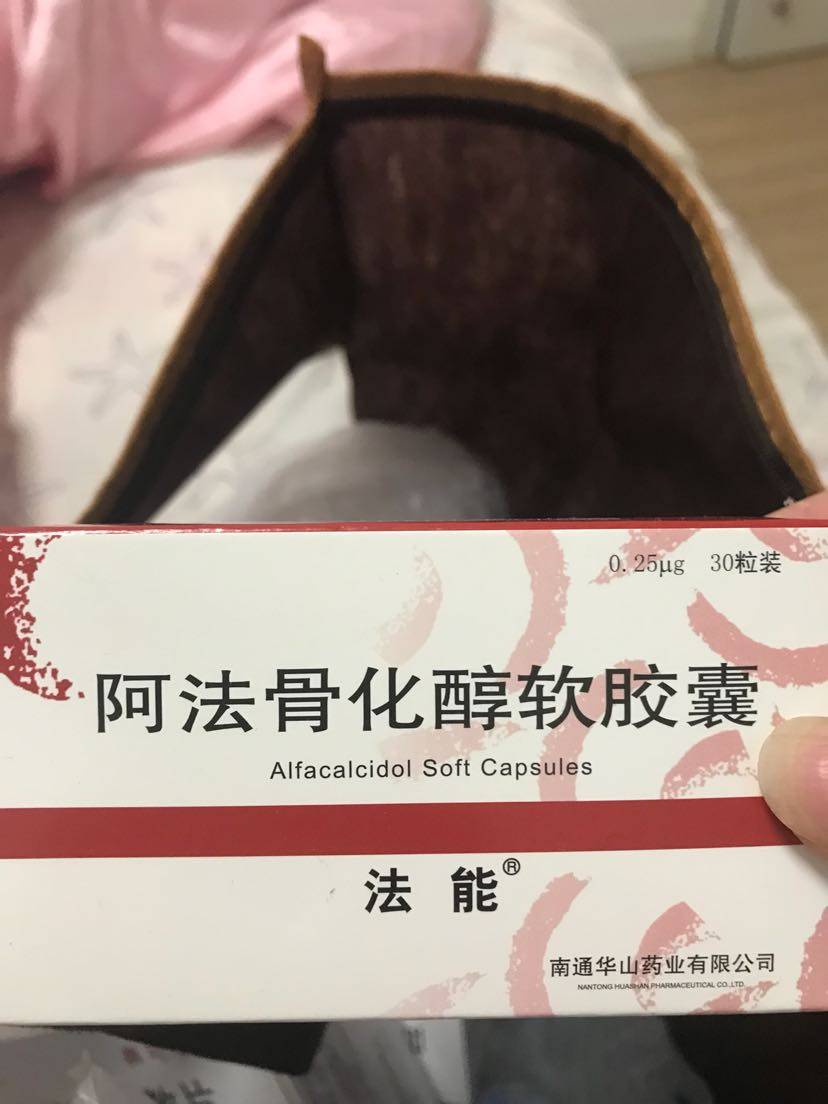 0.25μg 30粒装
阿法骨化醇软胶囊
Alfacalcidol Soft Capsules
法能®
南通华山药业有限公司
NANTONG HUASHAN PHARMACEUTICAL CO.,LTD.